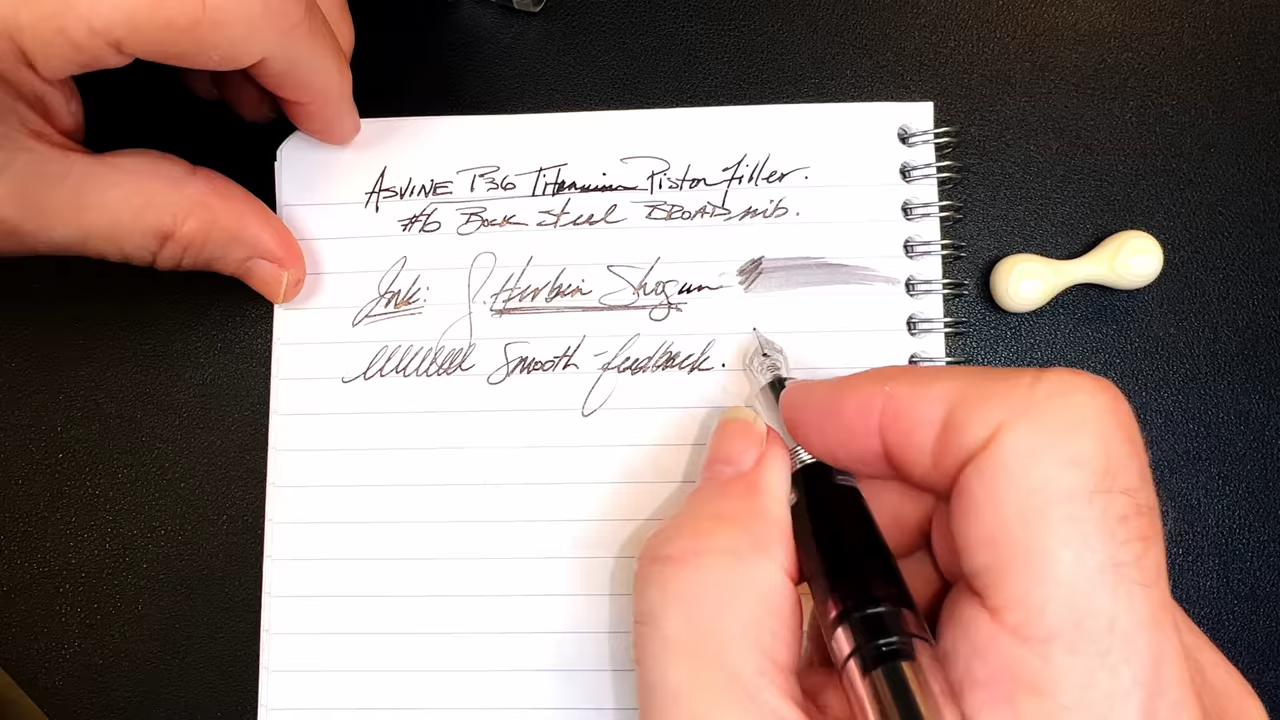 ASVINE P36 Titanium Piston filler.
#6 Bock Steel BROAD nib.
Ink: J. Herbin Shogun
Smooth - feedback.